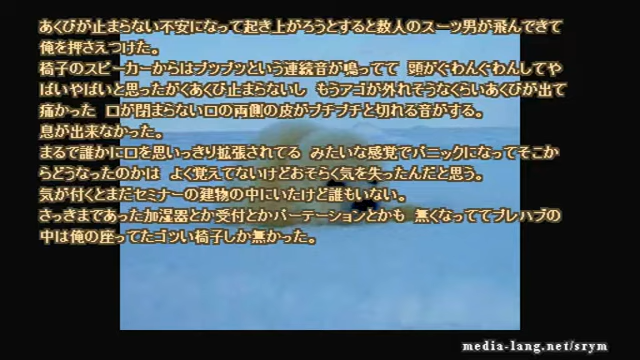 あくびが止まらない不安になって起き上がろうとすると数人のスーツ男が飛んできて
俺を押さえつけた。
椅子のスピーカーからはブツブツという連続音が鳴ってて　頭がぐわんぐわんしてや
ばいやばいと思ったがくあくび止まらないし　もうアゴが外れそうなくらいあくびが出て
痛かった　口が閉まらない口の両側の皮がブチブチと切れる音がする。
息が出来なかった。
まるで誰かに口を思いっきり拡張されてる　みたいな感覚でパニックになってそこか
らどうなったのかは　よく覚えてないけどおそらく気を失ったんだと思う。
気が付くとまだセミナーの建物の中にいたけど誰もいない。
さっきまであった加湿器とか受付とかパーテーションとかも　無くなっててプレハブの
中は俺の座ってたゴツい椅子しか無かった。
media-lang.net/srym